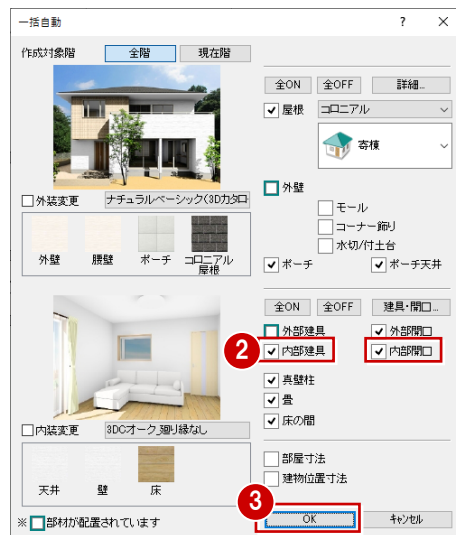 一括自動 ? ×
作成対象階 全階 現在階
全ON 全OFF 詳細...
屋根 コロニアル
寄棟
外壁
モール
コーナー飾り
水切/付土台
ポーチ ポーチ天井
外装変更 ナチュラルベーシック(3Dカタロ
外壁 腰壁 ポーチ コロニアル
屋根
全ON 全OFF 建具・開口...
外部建具 外部開口
2 内部建具 内部開口
真壁柱
畳
床の間
内装変更 3DCオーク_廻り縁なし
天井 壁 床
部屋寸法
建物位置寸法
3
※ 部材が配置されています OK キャンセル